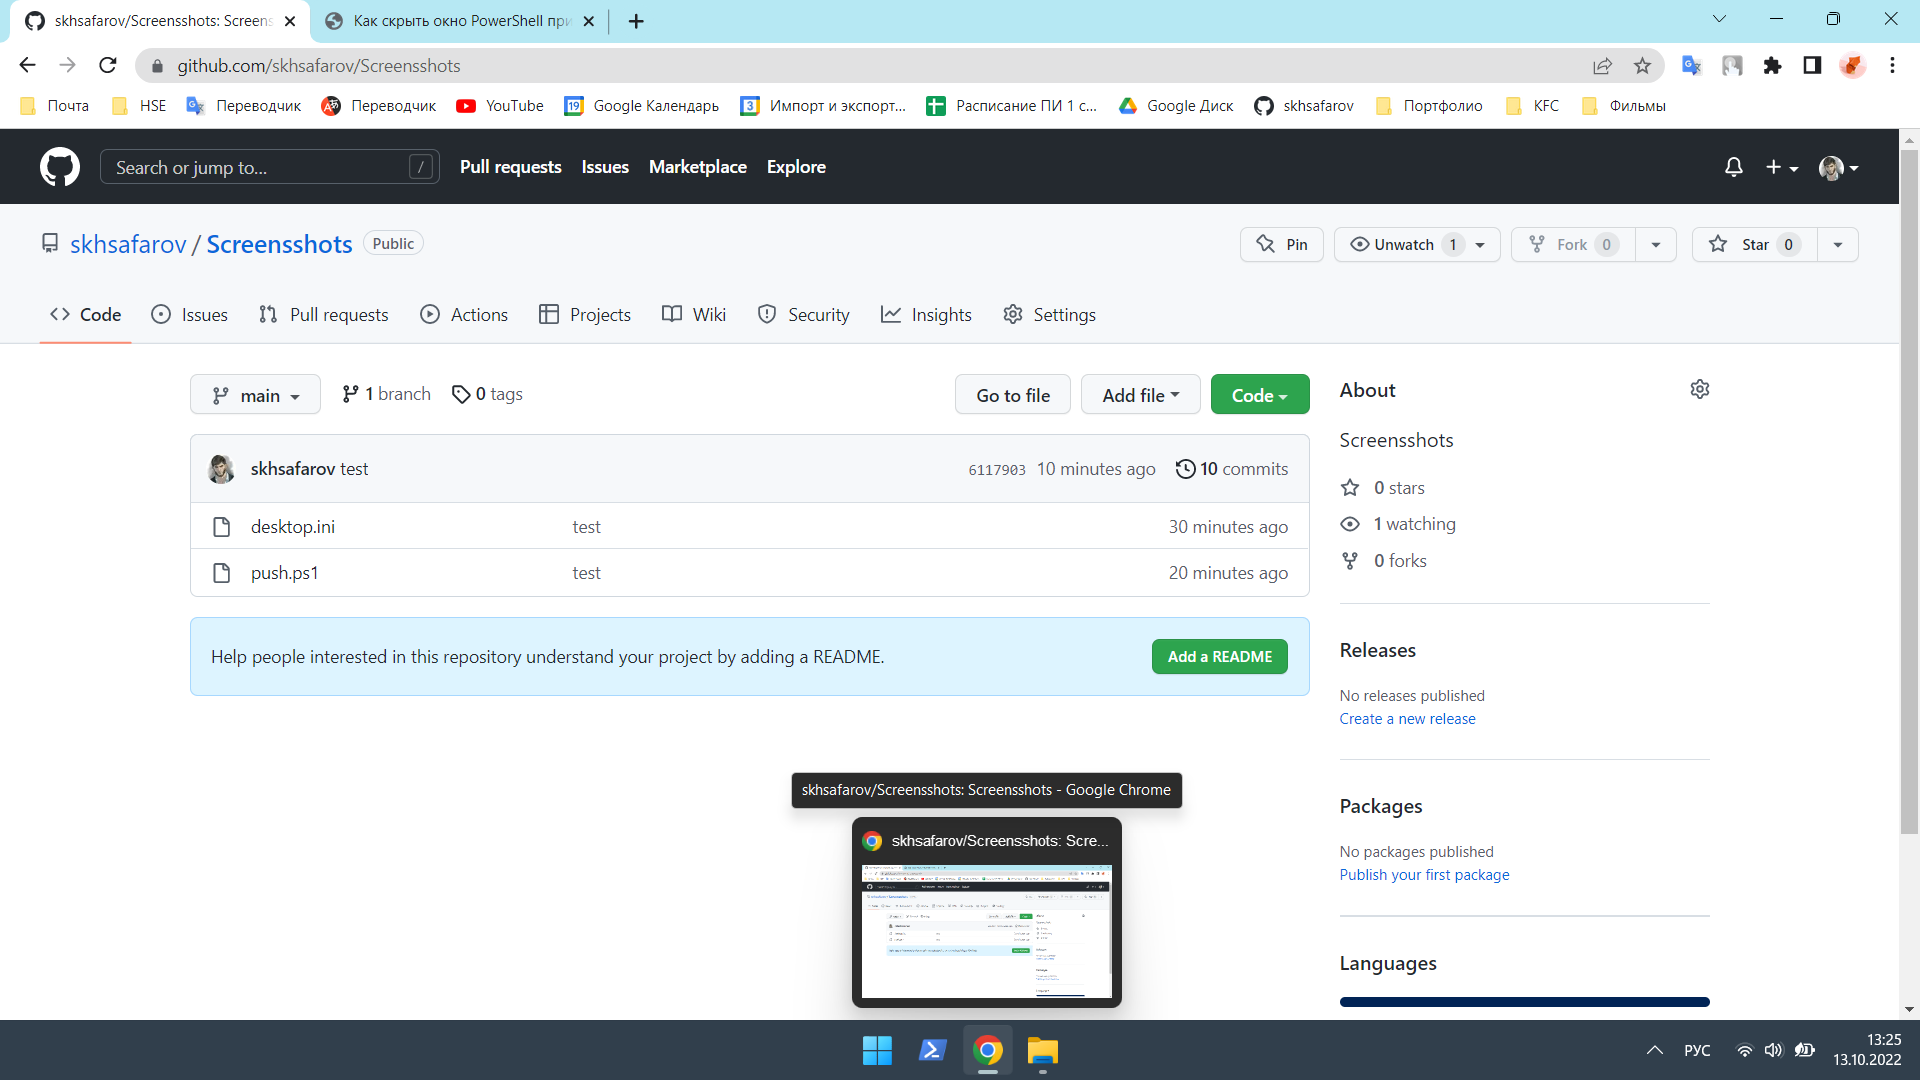 skhsafarov/Screensshots: Screens
Как скрыть окно PowerShell при
github.com/skhsafarov/Screensshots
Почта
HSE
Переводчик
Переводчик
YouTube
Google Календарь
Импорт и экспорт...
Расписание ПИ 1 с...
Google Диск
skhsafarov
Портфолио
KFC
Фильмы
Search or jump to...
/
Pull requests
Issues
Marketplace
Explore
skhsafarov / Screensshots
Public
Pin
Unwatch 1
Fork 0
Star 0
Code
Issues
Pull requests
Actions
Projects
Wiki
Security
Insights
Settings
main
1 branch
0 tags
Go to file
Add file
Code
skhsafarov test
6117903 10 minutes ago
10 commits
desktop.ini
test
30 minutes ago
push.ps1
test
20 minutes ago
Help people interested in this repository understand your project by adding a README.
Add a README
About
Screensshots
0 stars
1 watching
0 forks
Releases
No releases published
Create a new release
Packages
No packages published
Publish your first package
Languages
skhsafarov/Screensshots: Screensshots - Google Chrome
skhsafarov/Screensshots: Scre...
РУС
13:25
13.10.2022